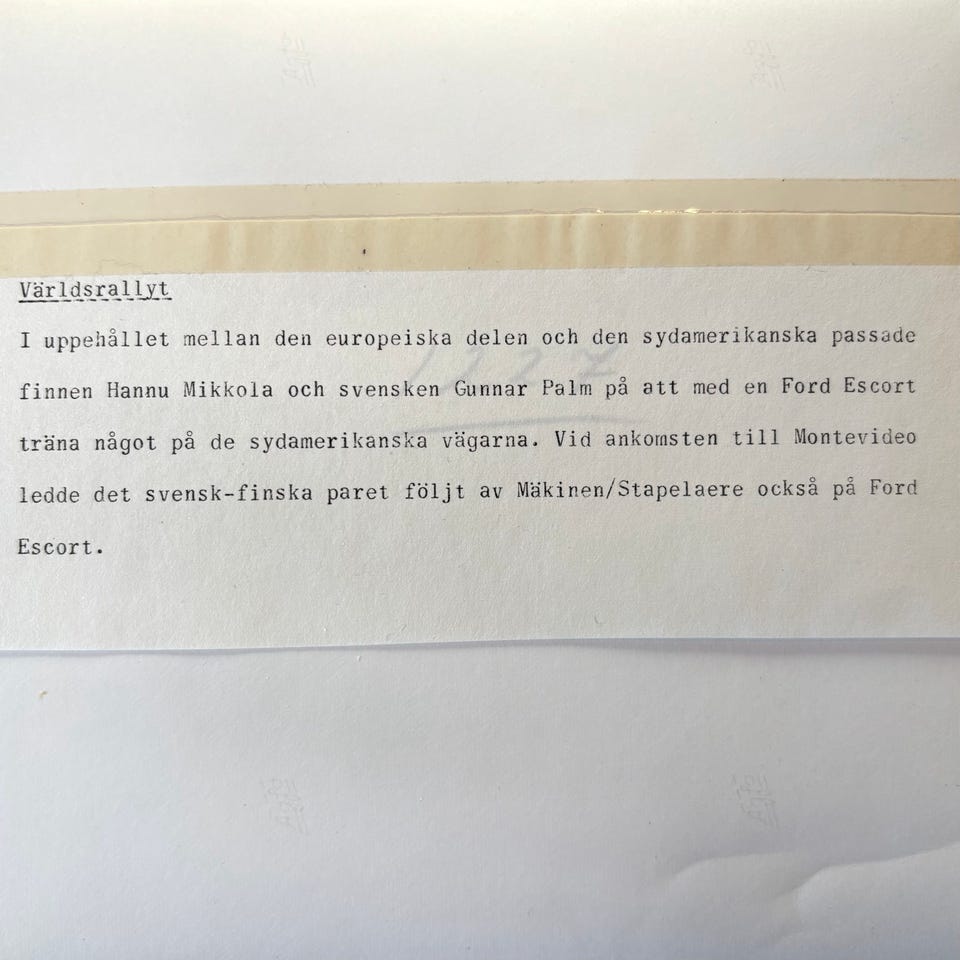 Världsrallyt
I uppehållet mellan den europeiska delen och den sydamerikanska passade
finnen Hannu Mikkola och svensken Gunnar Palm på att med en Ford Escort
träna något på de sydamerikanska vägarna. Vid ankomsten till Montevideo
ledde det svensk-finska paret följt av Mäkinen/Stapelaere också på Ford
Escort.